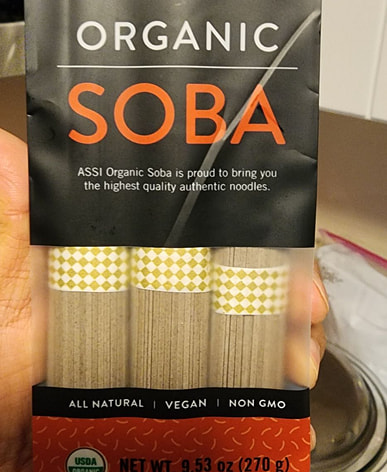 ORGANIC
SOBA
ASSI Organic Soba is proud to bring you
the highest quality authentic noodles.
ALL NATURAL | VEGAN | NON GMO
USDA
ORGANIC
NET WT 9.53 oz (270 g)